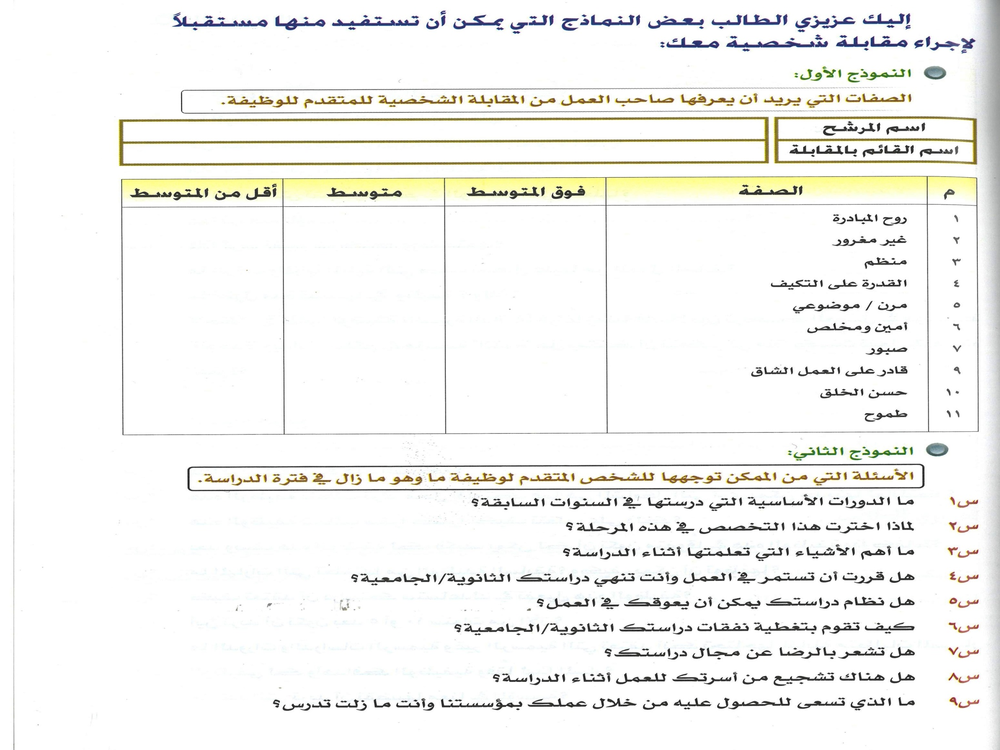 إليك عزيزي الطالب بعض النماذج التي يمكن أن تستفيد منها مستقبلاً
لإجراء مقابلة شخصية معك:
النموذج الأول:
الصفات التي يريد أن يعرفها صاحب العمل من المقابلة الشخصية للمتقدم للوظيفة.
اسم المرشح
اسم القائم بالمقابلة
م الصفة فوق المتوسط متوسط أقل من المتوسط
١ روح المبادرة
٢ غير مغرور
٣ منظم
٤ القدرة على التكيف
٥ مرن / موضوعي
٦ أمين ومخلص
٧ صبور
٩ قادر على العمل الشاق
١٠ حسن الخلق
١١ طموح
النموذج الثاني:
الأسئلة التي من الممكن توجهها للشخص المتقدم لوظيفة ما وهو ما زال في فترة الدراسة.
س١ ما الدورات الأساسية التي درستها في السنوات السابقة؟
س٢ لماذا اخترت هذا التخصص في هذه المرحلة؟
س٣ ما أهم الأشياء التي تعلمتها أثناء الدراسة؟
س٤ هل قررت أن تستمر في العمل وأنت تنهي دراستك الثانوية/الجامعية؟
س٥ هل نظام دراستك يمكن أن يعوقك في العمل؟
س٦ كيف تقوم بتغطية نفقات دراستك الثانوية/الجامعية؟
س٧ هل تشعر بالرضا عن مجال دراستك؟
س٨ هل هناك تشجيع من أسرتك للعمل أثناء الدراسة؟
س٩ ما الذي تسعى للحصول عليه من خلال عملك بمؤسستنا وأنت ما زلت تدرس؟